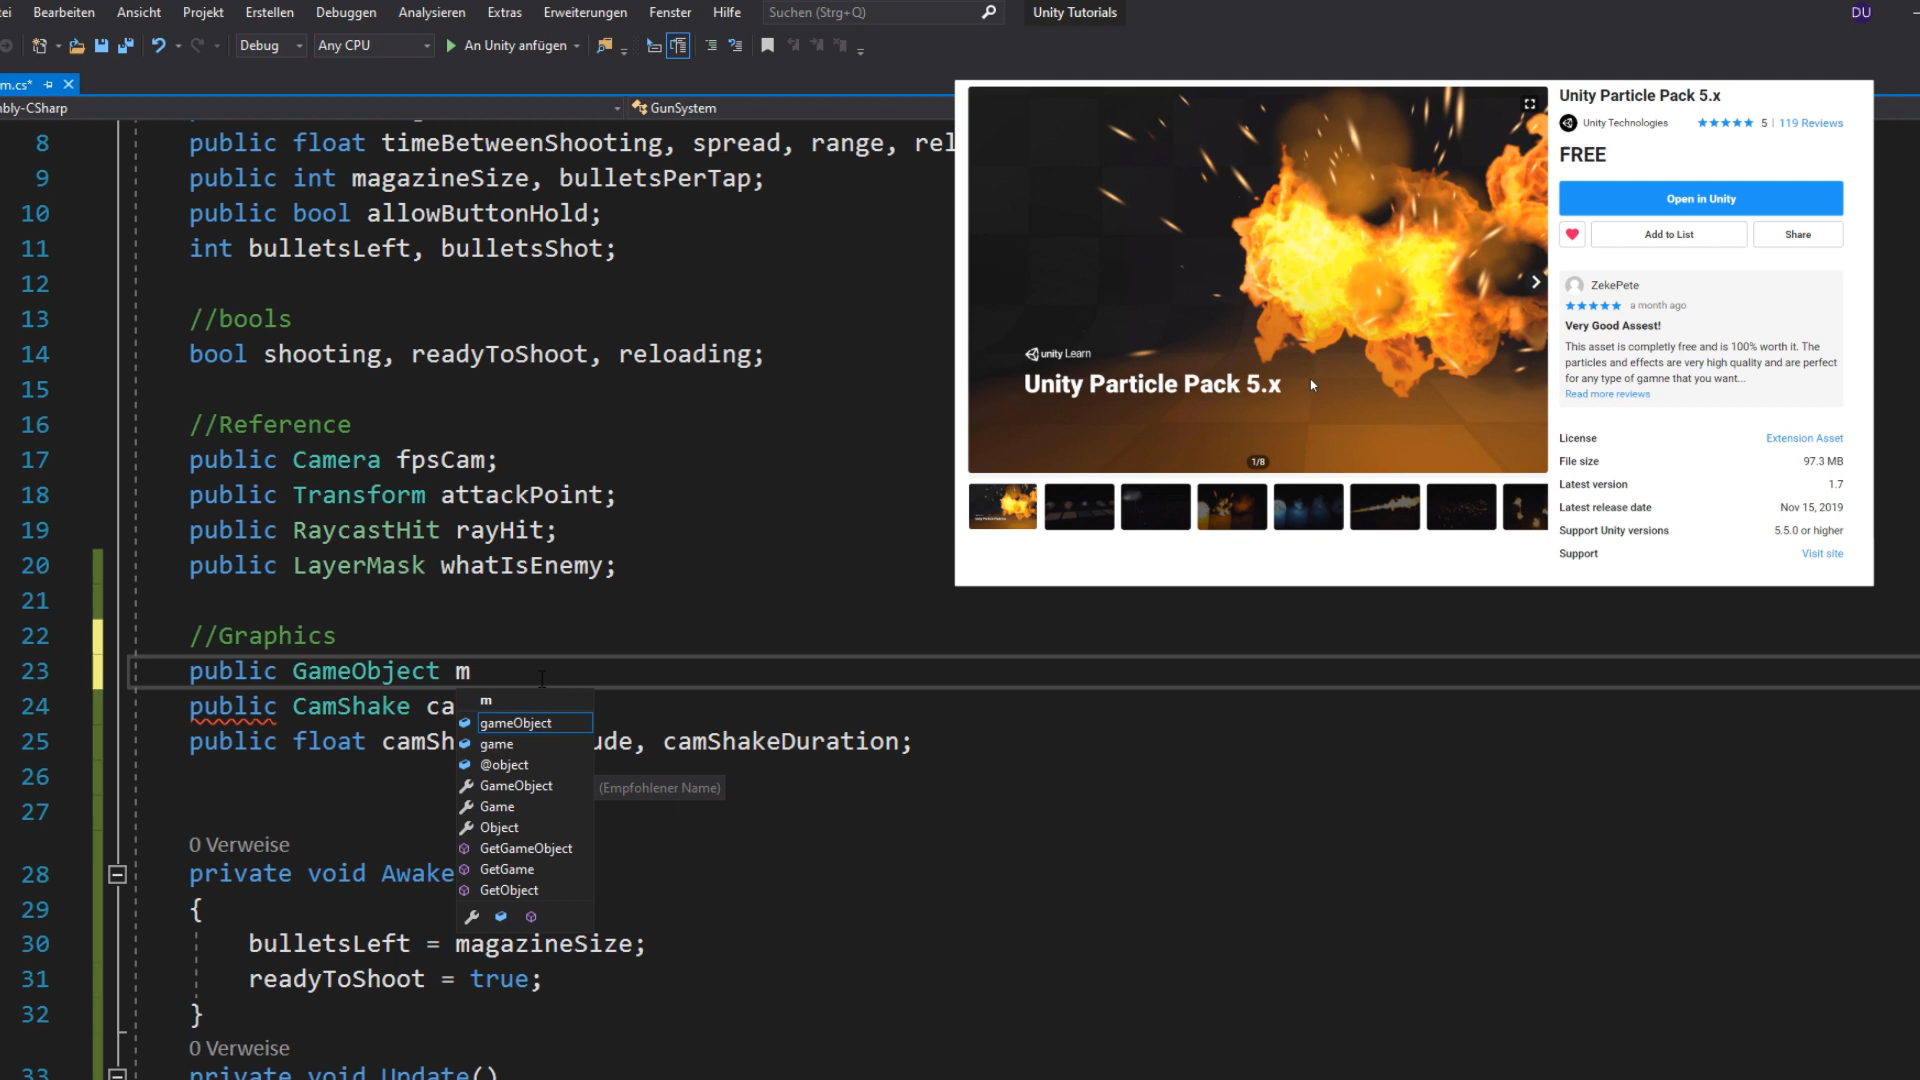 Bearbeiten Ansicht Projekt Erstellen Debuggen Analysieren Extras Erweiterungen Fenster Hilfe Suchen (Strg+Q) Unity Tutorials DU
Debug Any CPU An Unity anfügen
m.cs*
bly-CSharp GunSystem
8 public float timeBetweenShooting, spread, range, rel
9 public int magazineSize, bulletsPerTap;
10 public bool allowButtonHold;
11 int bulletsLeft, bulletsShot;
12
13 //bools
14 bool shooting, readyToShoot, reloading;
15
16 //Reference
17 public Camera fpsCam;
18 public Transform attackPoint;
19 public RaycastHit rayHit;
20 public LayerMask whatIsEnemy;
21
22 //Graphics
23 public GameObject m
24 public CamShake ca
25 public float camSh ude, camShakeDuration;
26
27
0 Verweise
28 private void Awake
29 {
30 bulletsLeft = magazineSize;
31 readyToShoot = true;
32 }
0 Verweise
33 private void Update()
m
gameObject
game
@object
GameObject (Empfohlener Name)
Game
Object
GetGameObject
GetGame
GetObject
unity Learn
Unity Particle Pack 5.x
1/8
Unity Particle Pack 5.x
Unity Technologies 5 | 119 Reviews
FREE
Open in Unity
Add to List Share
ZekePete
a month ago
Very Good Assest!
This asset is completly free and is 100% worth it. The
particles and effects are very high quality and are perfect
for any type of gamne that you want...
Read more reviews
License Extension Asset
File size 97.3 MB
Latest version 1.7
Latest release date Nov 15, 2019
Support Unity versions 5.5.0 or higher
Support Visit site